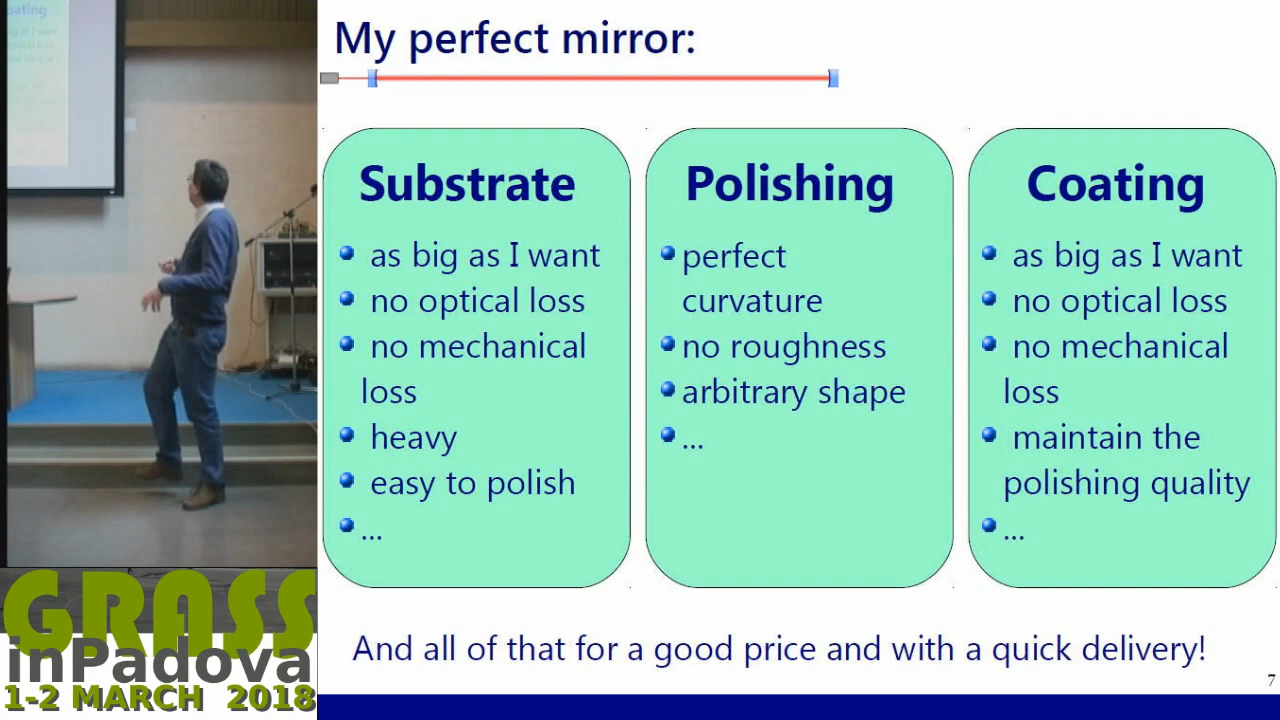 My perfect mirror:
Substrate
as big as I want
no optical loss
no mechanical
loss
heavy
easy to polish
...
Polishing
perfect
curvature
no roughness
arbitrary shape
...
Coating
as big as I want
no optical loss
no mechanical
loss
maintain the
polishing quality
...
And all of that for a good price and with a quick delivery!
7
GRASS
inPadova
1-2 MARCH 2018